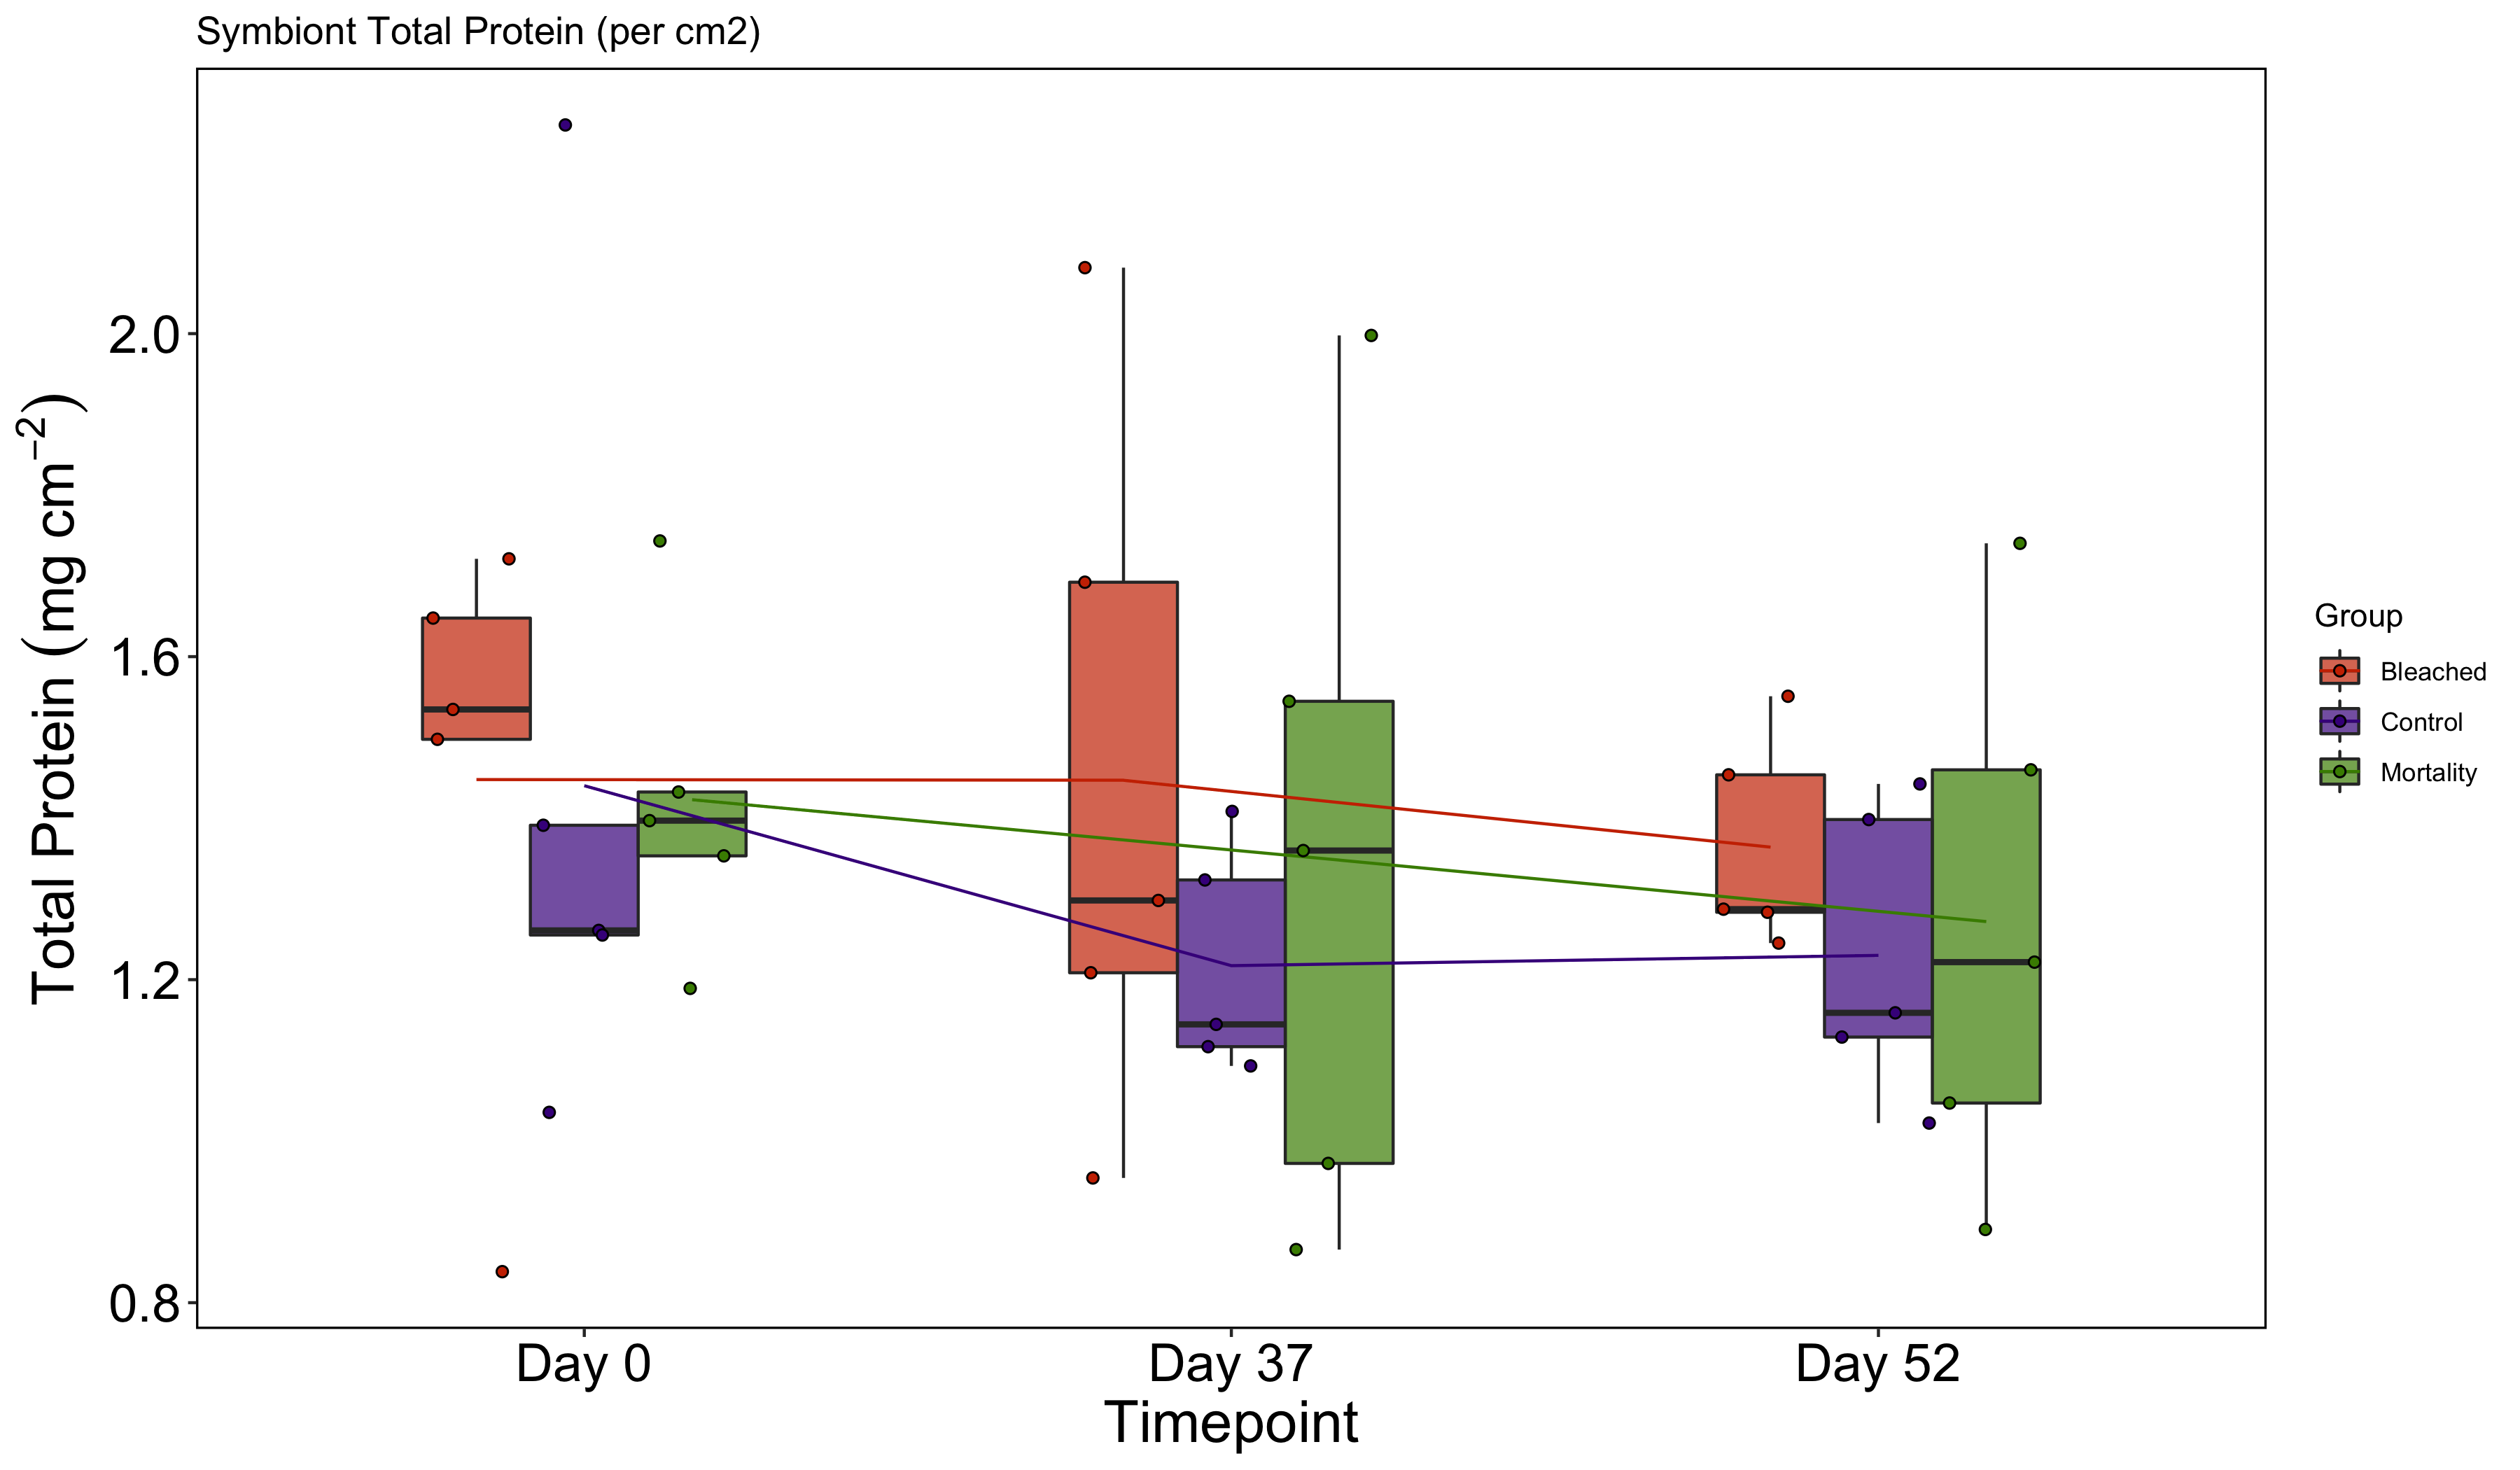 Symbiont Total Protein (per cm2)
Total Protein (mg cm−2)
2.0
1.6
1.2
0.8
Day 0
Day 37
Day 52
Timepoint
Group
Bleached
Control
Mortality